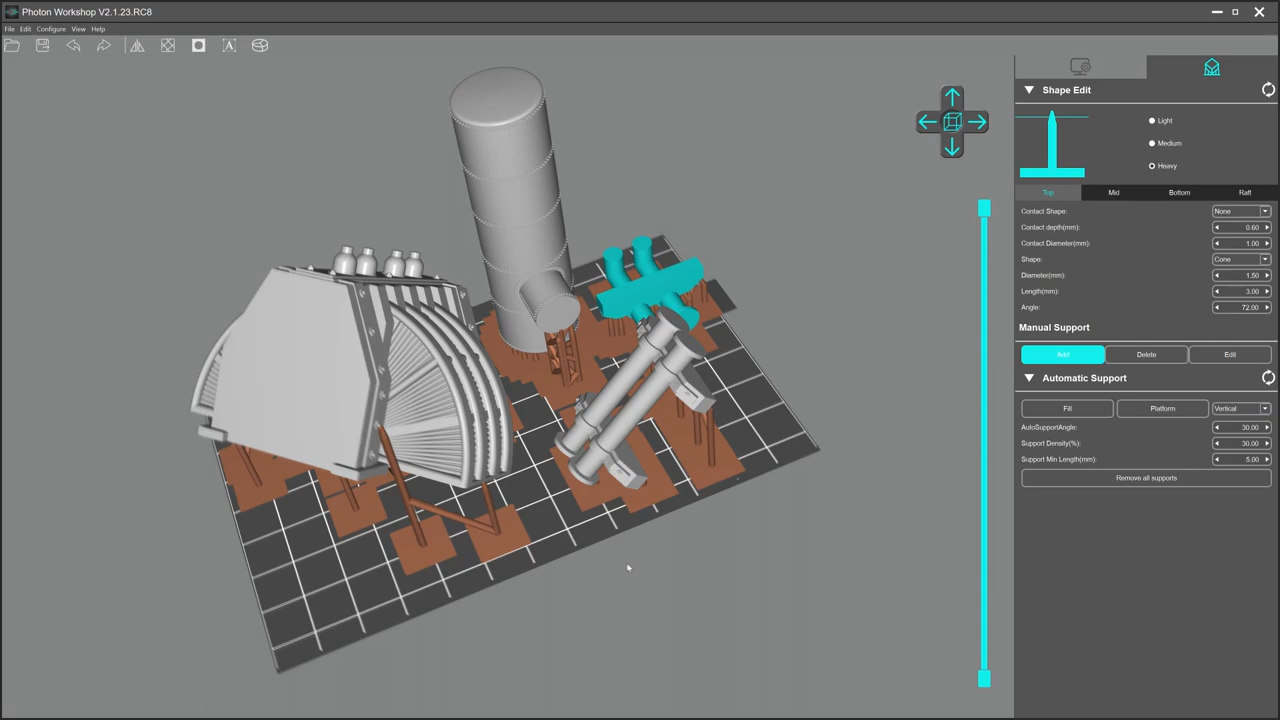 Photon Workshop V2.1.23.RC8
File Edit Configure View Help
Shape Edit
Light
Medium
Heavy
Top Mid Bottom Raft
Contact Shape: None
Contact depth(mm): 0.60
Contact Diameter(mm): 1.00
Shape: Cone
Diameter(mm): 1.50
Length(mm): 3.00
Angle: 72.00
Manual Support
Add Delete Edit
Automatic Support
Fill Platform Vertical
AutoSupportAngle: 30.00
Support Density(%): 30.00
Support Min Length(mm): 5.00
Remove all supports